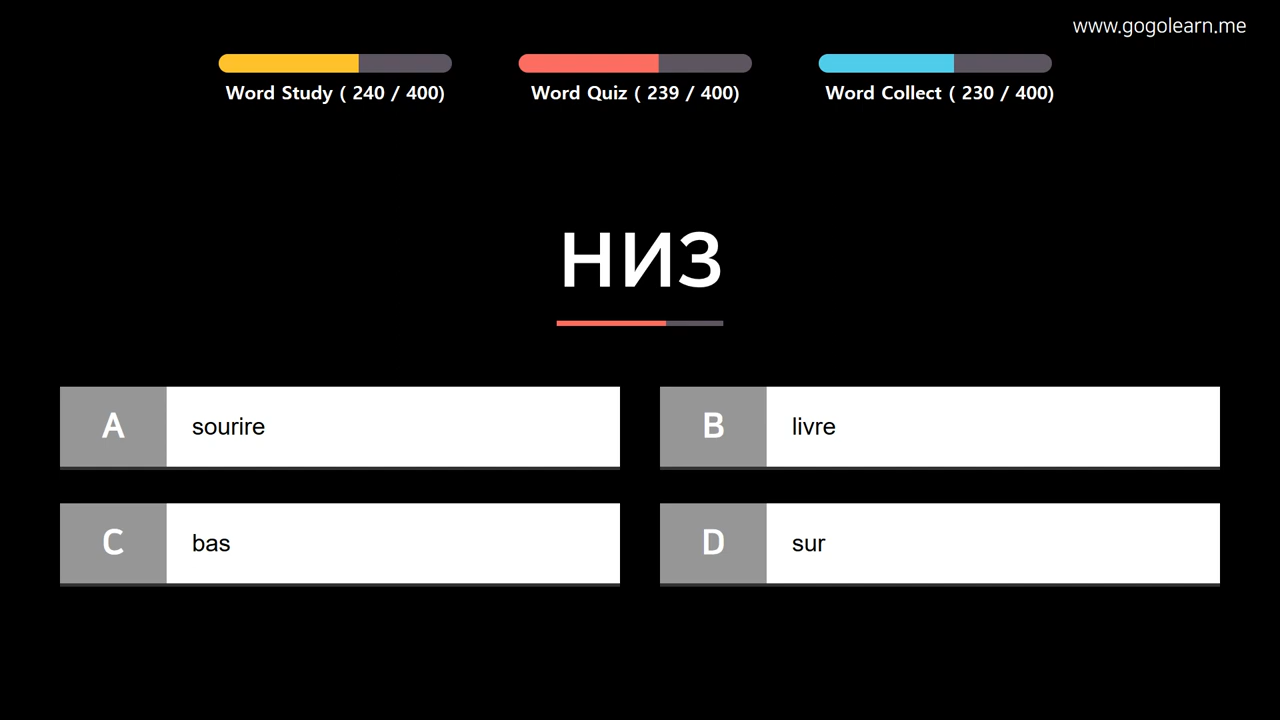 www.gogolearn.me
Word Study ( 240 / 400)
Word Quiz ( 239 / 400)
Word Collect ( 230 / 400)
низ
A sourire
B livre
C bas
D sur